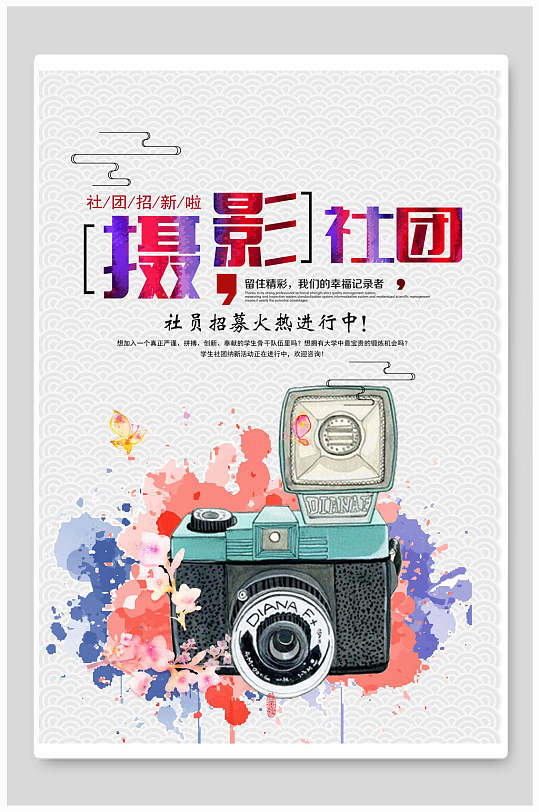 社/团/招/新/啦
[摄影]社团
留住精彩，我们的幸福记录者
社员招募火热进行中!
想加入一个真正严谨、拼搏、创新、奉献的学生骨干队伍里吗？想拥有大学中最宝贵的锻炼机会吗？
学生社团纳新活动正在进行中，欢迎咨询！
DIANA F
DIANA F+